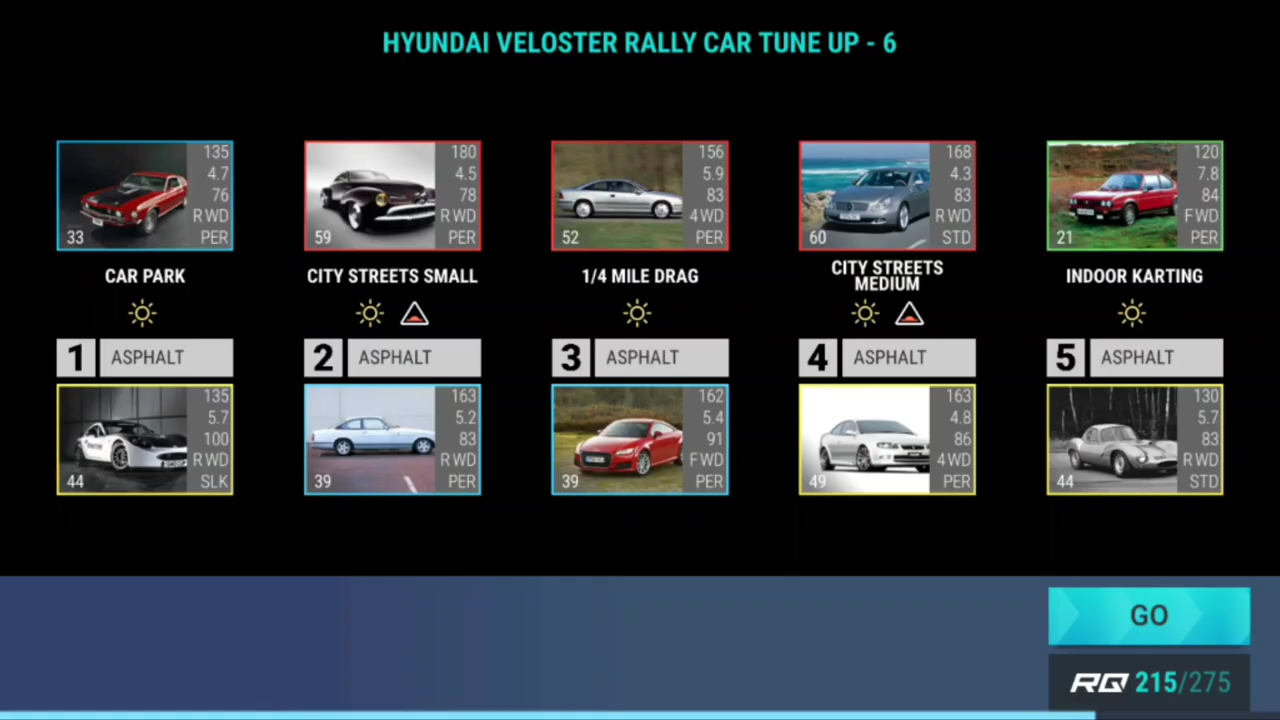 HYUNDAI VELOSTER RALLY CAR TUNE UP - 6
135
4.7
76
RWD
PER
33
180
4.5
78
RWD
PER
59
156
5.9
83
4WD
PER
52
168
4.3
83
RWD
STD
60
120
7.8
84
FWD
PER
21
CAR PARK
CITY STREETS SMALL
1/4 MILE DRAG
CITY STREETS
MEDIUM
INDOOR KARTING
1 ASPHALT
2 ASPHALT
3 ASPHALT
4 ASPHALT
5 ASPHALT
135
5.7
100
RWD
SLK
44
163
5.2
83
RWD
PER
39
162
5.4
91
FWD
PER
39
163
4.8
86
4WD
PER
49
130
5.7
83
RWD
STD
44
GO
RQ 215/275